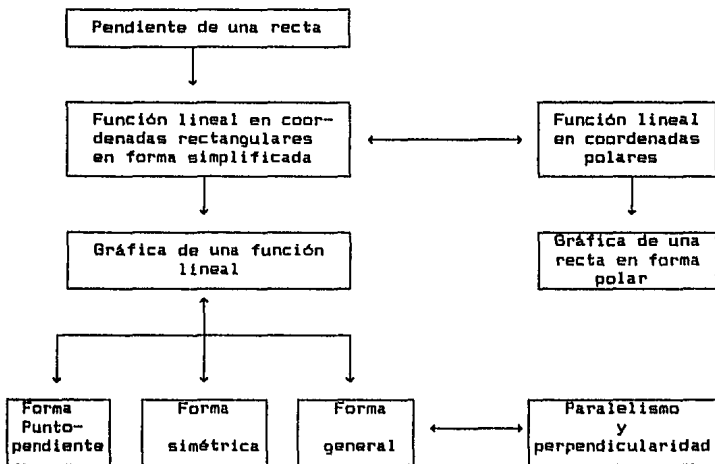 Pendiente de una recta
Función lineal en coor-
denadas rectangulares
en forma simplificada
Función lineal
en coordenadas
polares
Gráfica de una función
lineal
Gráfica de una
recta en forma
polar
Forma
Punto-
pendiente
Forma
simétrica
Forma
general
Paralelismo
y
perpendicularidad